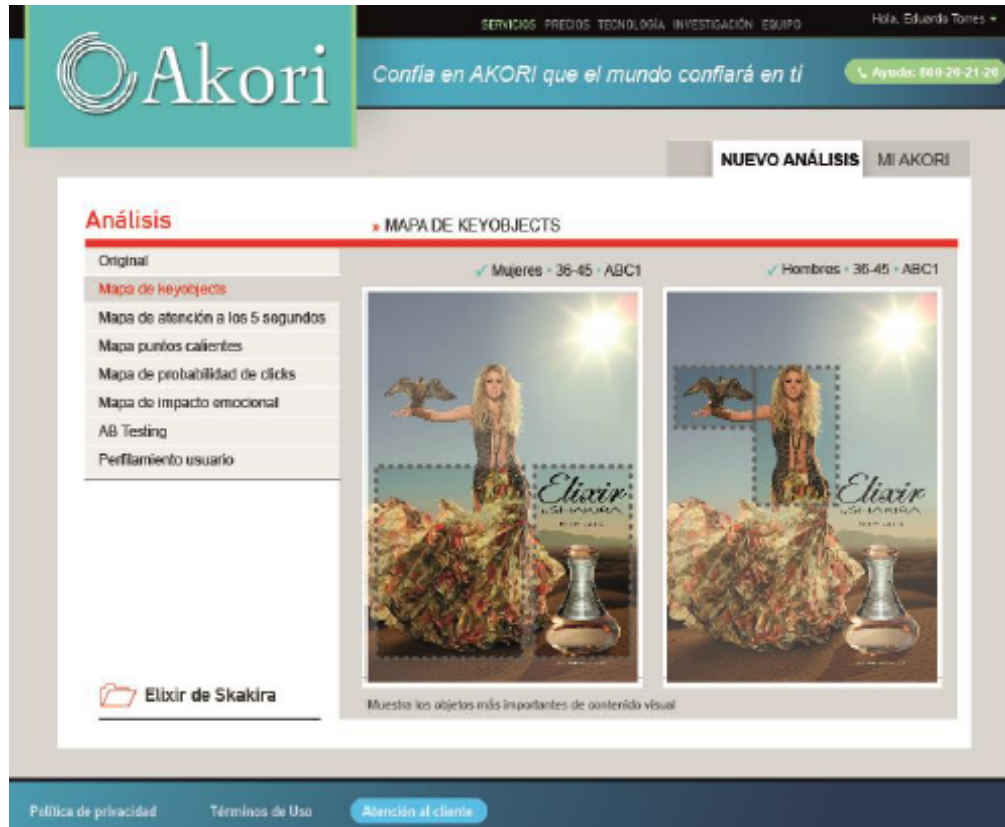 SERVICIOS PRECIOS TECNOLOGÍA INVESTIGACIÓN EQUIPO
Hola, Eduardo Torres
Akori
Confía en AKORI que el mundo confiará en tí
Ayuda: 600-20-21-20
NUEVO ANÁLISIS
MI AKORI
Análisis
» MAPA DE KEYOBJECTS
Original
Mapa de keyobjects
Mapa de atención a los 5 segundos
Mapa puntos calientes
Mapa de probabilidad de clicks
Mapa de impacto emocional
AB Testing
Perfilamiento usuario
✓ Mujeres • 36-45 • ABC1
✓ Hombres • 36-45 • ABC1
Elixir
SHAKIRA
Elixir
SHAKIRA
Elixir de Skakira
Muestra los objetos más importantes de contenido visual
Política de privacidad
Términos de Uso
Atención al cliente